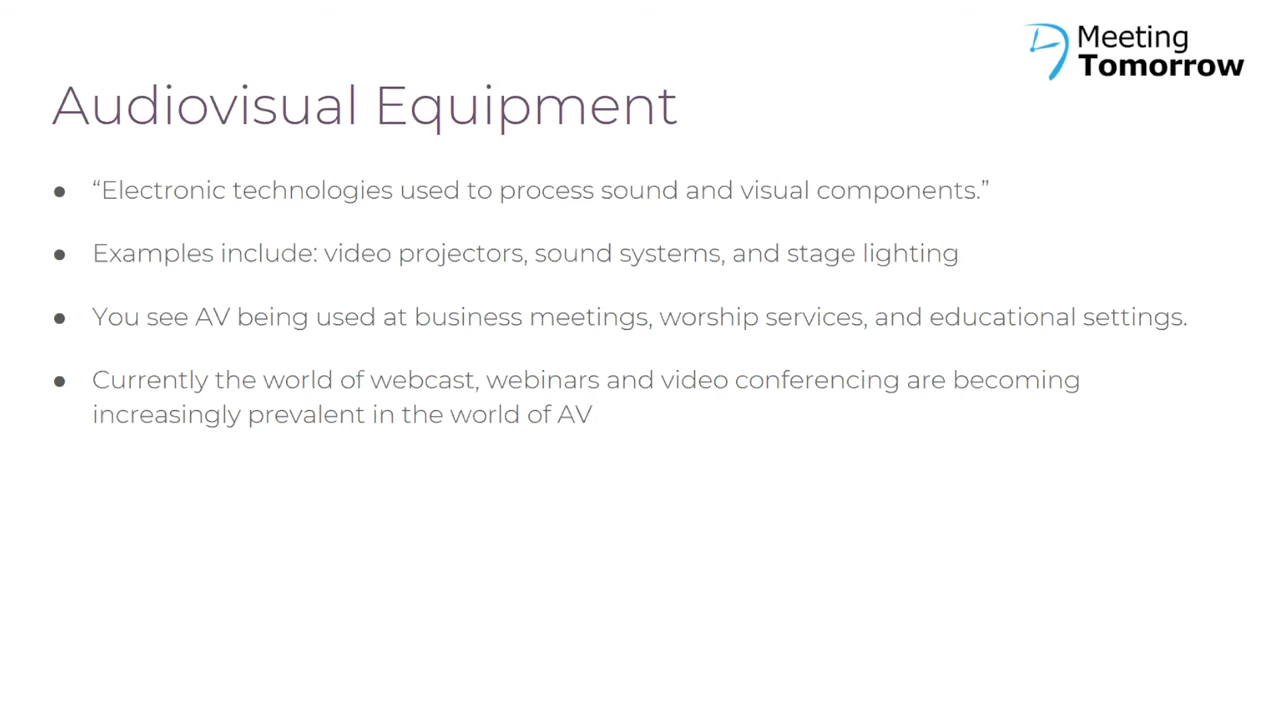 Meeting
Tomorrow
Audiovisual Equipment
● “Electronic technologies used to process sound and visual components.”
● Examples include: video projectors, sound systems, and stage lighting
● You see AV being used at business meetings, worship services, and educational settings.
● Currently the world of webcast, webinars and video conferencing are becoming
increasingly prevalent in the world of AV